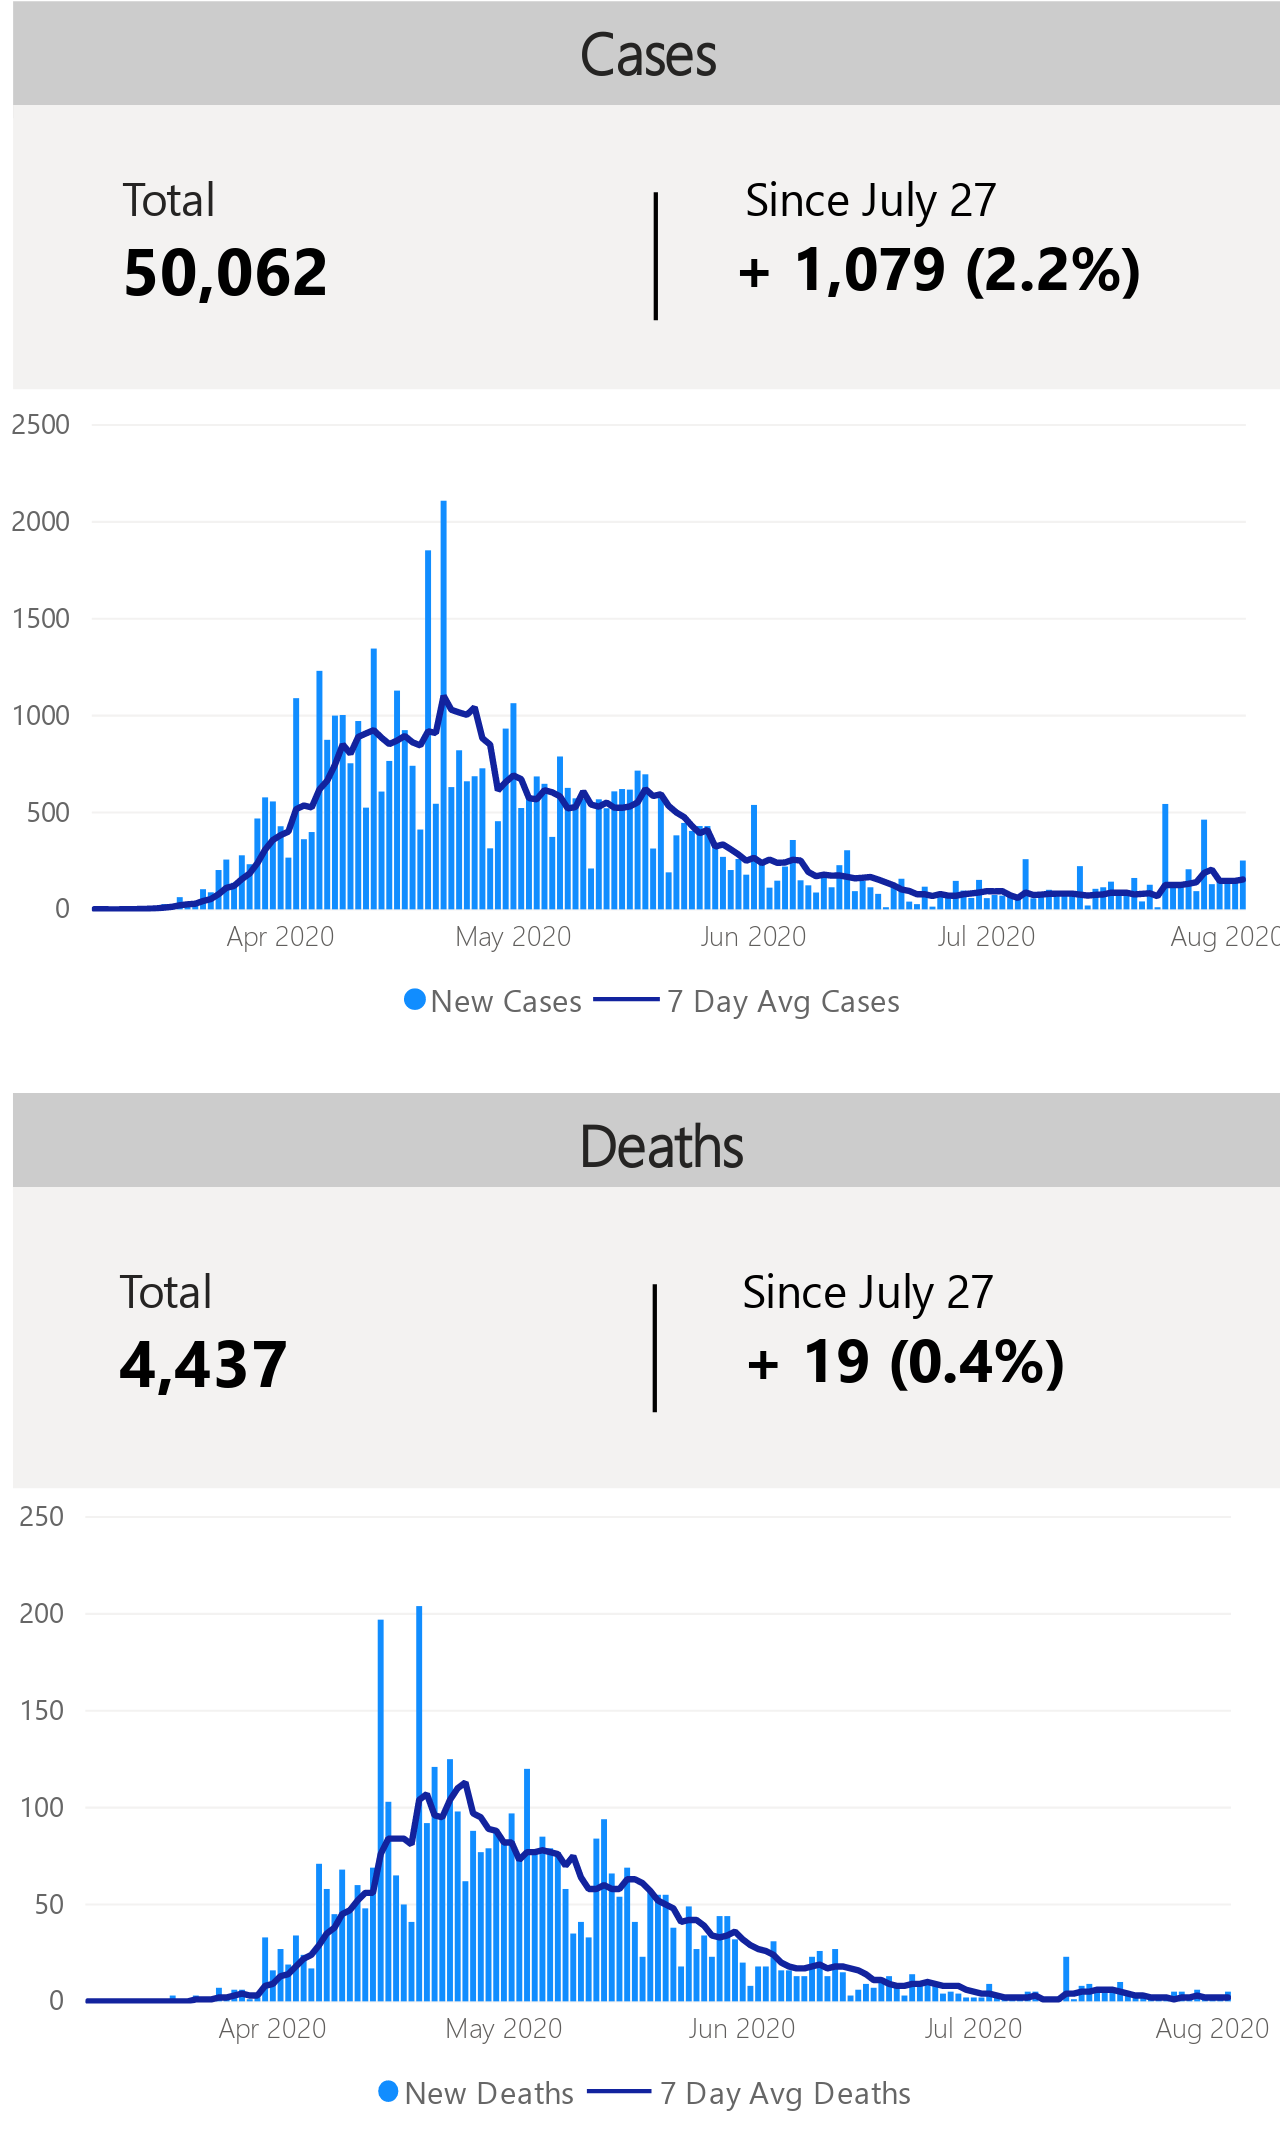 Cases
Total
50,062
Since July 27
+ 1,079 (2.2%)
2500
2000
1500
1000
500
0
Apr 2020 May 2020 Jun 2020 Jul 2020 Aug 2020
New Cases 7 Day Avg Cases
Deaths
Total
4,437
Since July 27
+ 19 (0.4%)
250
200
150
100
50
0
Apr 2020 May 2020 Jun 2020 Jul 2020 Aug 2020
New Deaths 7 Day Avg Deaths